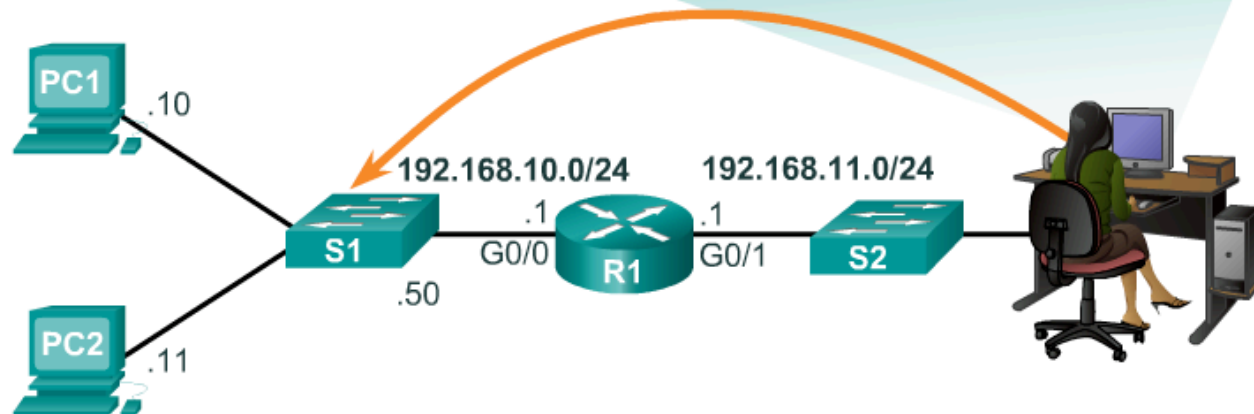 PC1
.10
192.168.10.0/24
192.168.11.0/24
.1
.1
S1
G0/0
R1
G0/1
S2
.50
PC2
.11